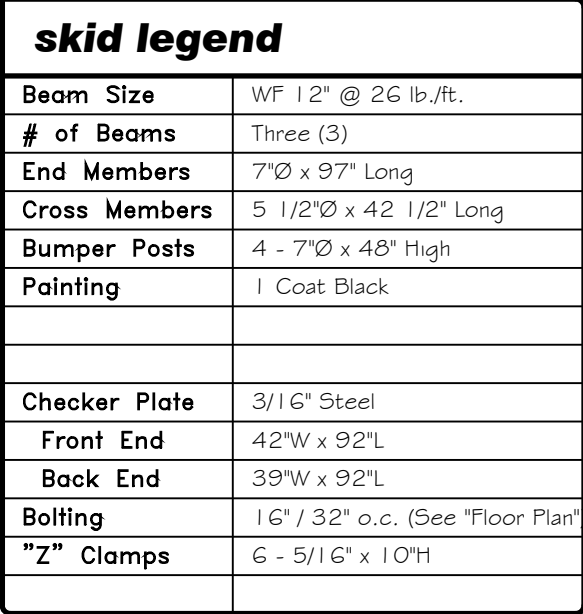 skid legend
Beam Size WF 12" @ 26 lb./ft.
# of Beams Three (3)
End Members 7"Ø x 97" Long
Cross Members 5 1/2"Ø x 42 1/2" Long
Bumper Posts 4 - 7"Ø x 48" High
Painting 1 Coat Black
Checker Plate 3/16" Steel
Front End 42"W x 92"L
Back End 39"W x 92"L
Bolting 16" / 32" o.c. (See "Floor Plan"
"Z" Clamps 6 - 5/16" x 10"H